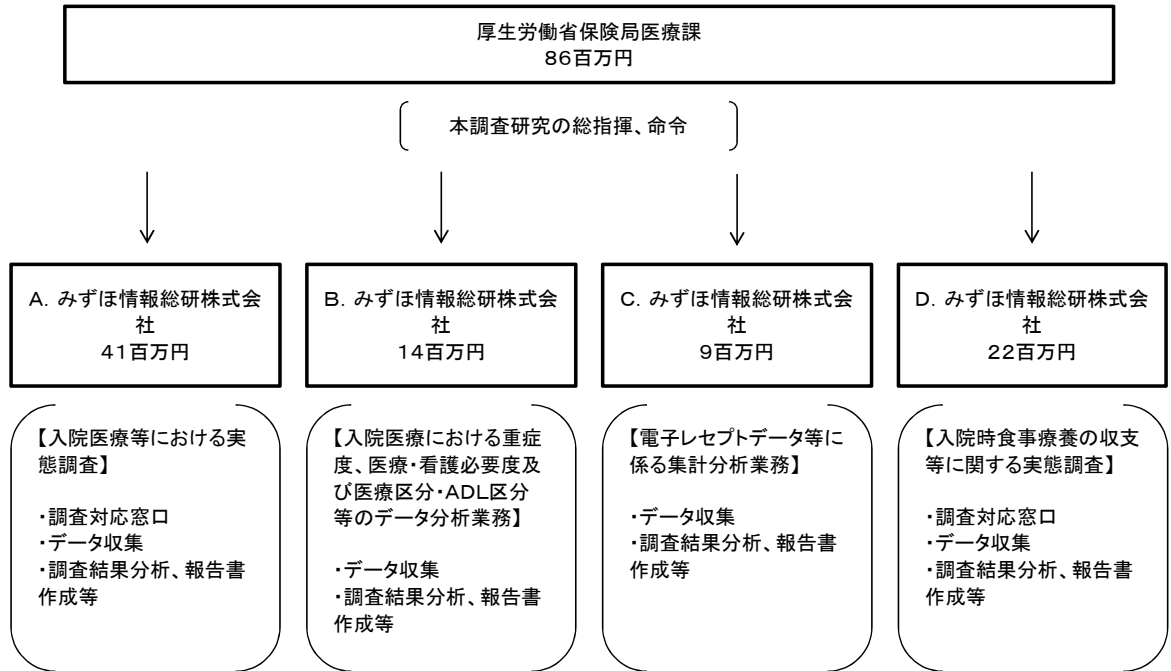 厚生労働省保険局医療課
86百万円
本調査研究の総指揮、命令
A．みずほ情報総研株式会
社
41百万円
B．みずほ情報総研株式会
社
14百万円
C．みずほ情報総研株式会
社
9百万円
D．みずほ情報総研株式会
社
22百万円
【入院医療等における実
態調査】
・調査対応窓口
・データ収集
・調査結果分析、報告書
作成等
【入院医療における重症
度、医療・看護必要度及
び医療区分・ADL区分
等のデータ分析業務】
・データ収集
・調査結果分析、報告書
作成等
【電子レセプトデータ等に
係る集計分析業務】
・データ収集
・調査結果分析、報告書
作成等
【入院時食事療養の収支
等に関する実態調査】
・調査対応窓口
・データ収集
・調査結果分析、報告書
作成等